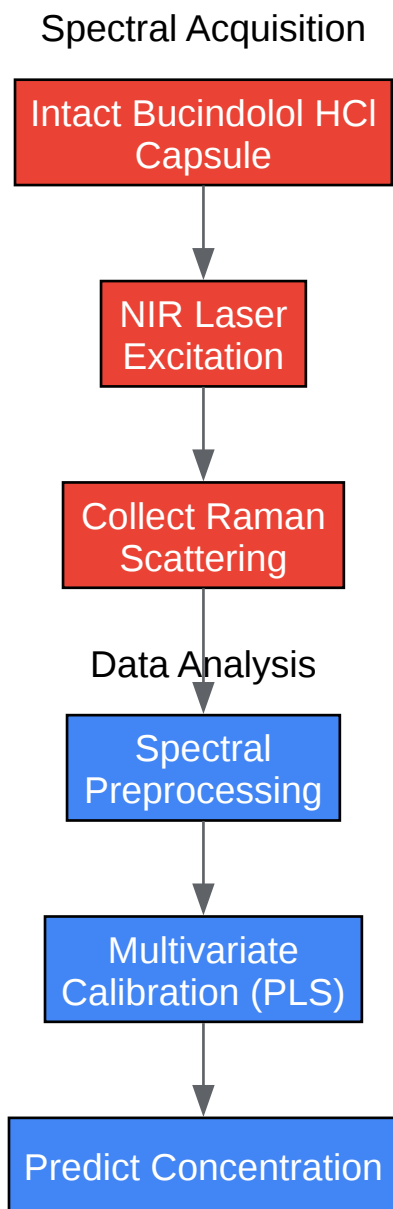 Spectral Acquisition
Intact Bucindolol HCl
Capsule
NIR Laser
Excitation
Collect Raman
Scattering
Data Analysis
Spectral
Preprocessing
Multivariate
Calibration (PLS)
Predict Concentration